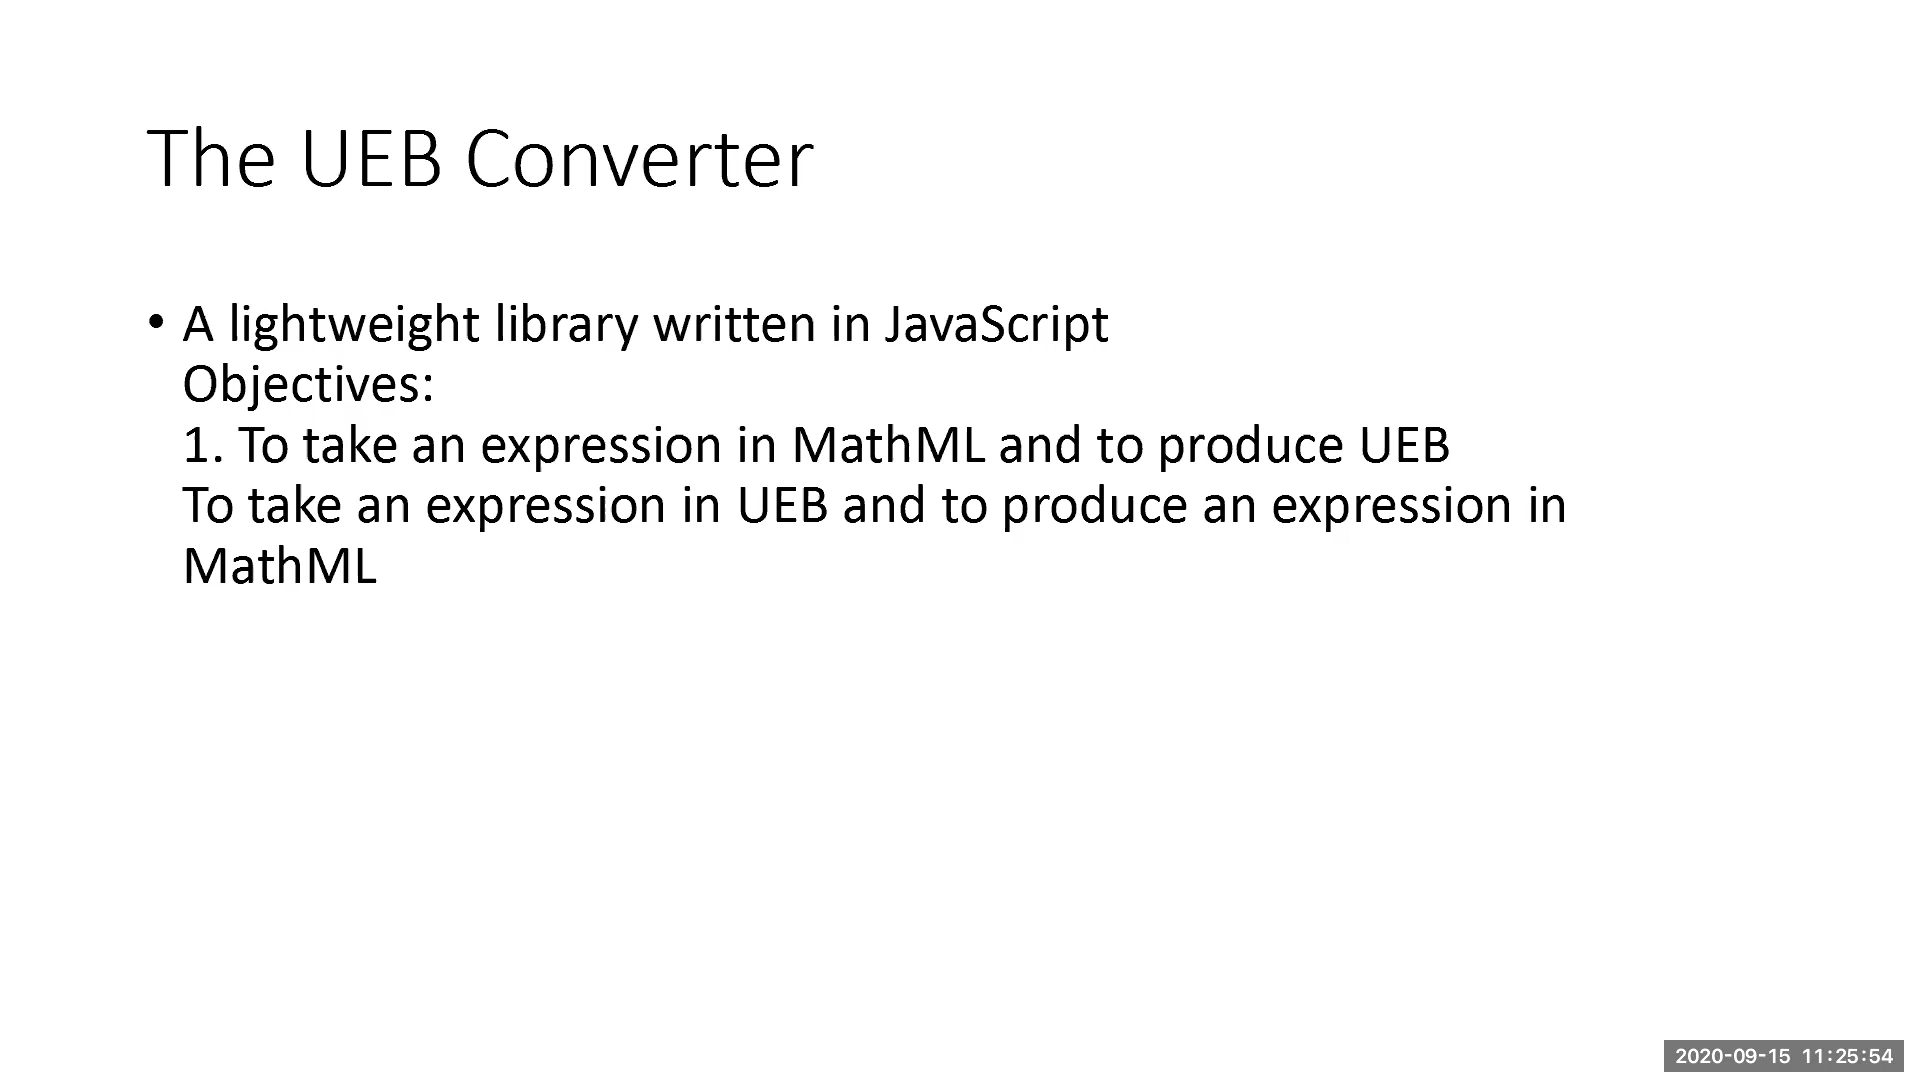 The UEB Converter
• A lightweight library written in JavaScript
Objectives:
1. To take an expression in MathML and to produce UEB
To take an expression in UEB and to produce an expression in
MathML
2020-09-15 11:25:54